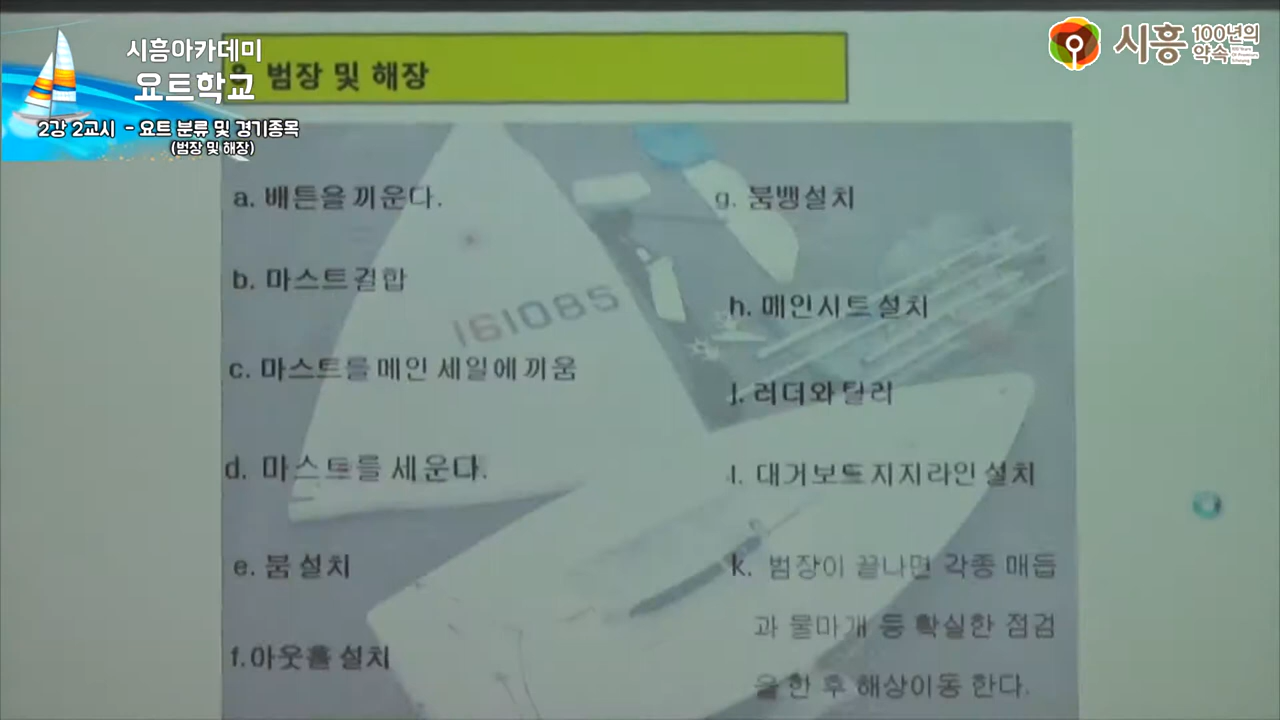 시흥아카데미
요트학교
2강 2교시 - 요트 분류 및 경기종목
(범장 및 해장)
시흥 100년의 약속
범장 및 해장
a. 배튼을 끼운다.
b. 마스트결합
c. 마스트를 메인 세일에 끼움
d. 마스트를 세운다.
e. 붐 설치
f.아웃홀 설치
g. 붐뱅설치
h. 메인시트 설치
j. 러더와 틸러
161085
l. 대거보드 지지라인 설치
k. 범장이 끝나면 각종 매듭
과 물마개 등 확실한 점검
을 한 후 해상이동 한다.